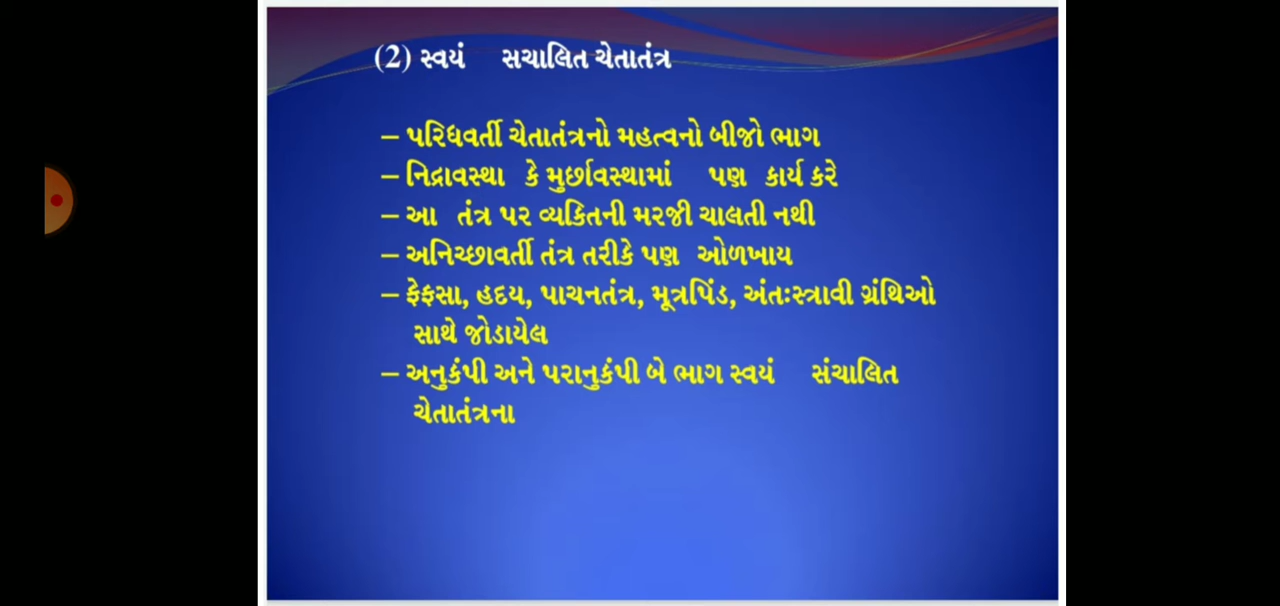 (2) સ્વયં સચાલિત ચેતાતંત્ર
– પરિધવર્તી ચેતાતંત્રનો મહત્વનો બીજો ભાગ
– નિદ્રાવસ્થા કે મુર્છાવસ્થામાં પણ કાર્ય કરે
– આ તંત્ર પર વ્યકિતની મરજી ચાલતી નથી
– અનિચ્છાવર્તી તંત્ર તરીકે પણ ઓળખાય
– ફેફસા, હદય, પાચનતંત્ર, મૂત્રપિંડ, અંતઃસ્ત્રાવી ગ્રંથિઓ
સાથે જોડાયેલ
– અનુકંપી અને પરાનુકંપી બે ભાગ સ્વયં સંચાલિત
ચેતાતંત્રના